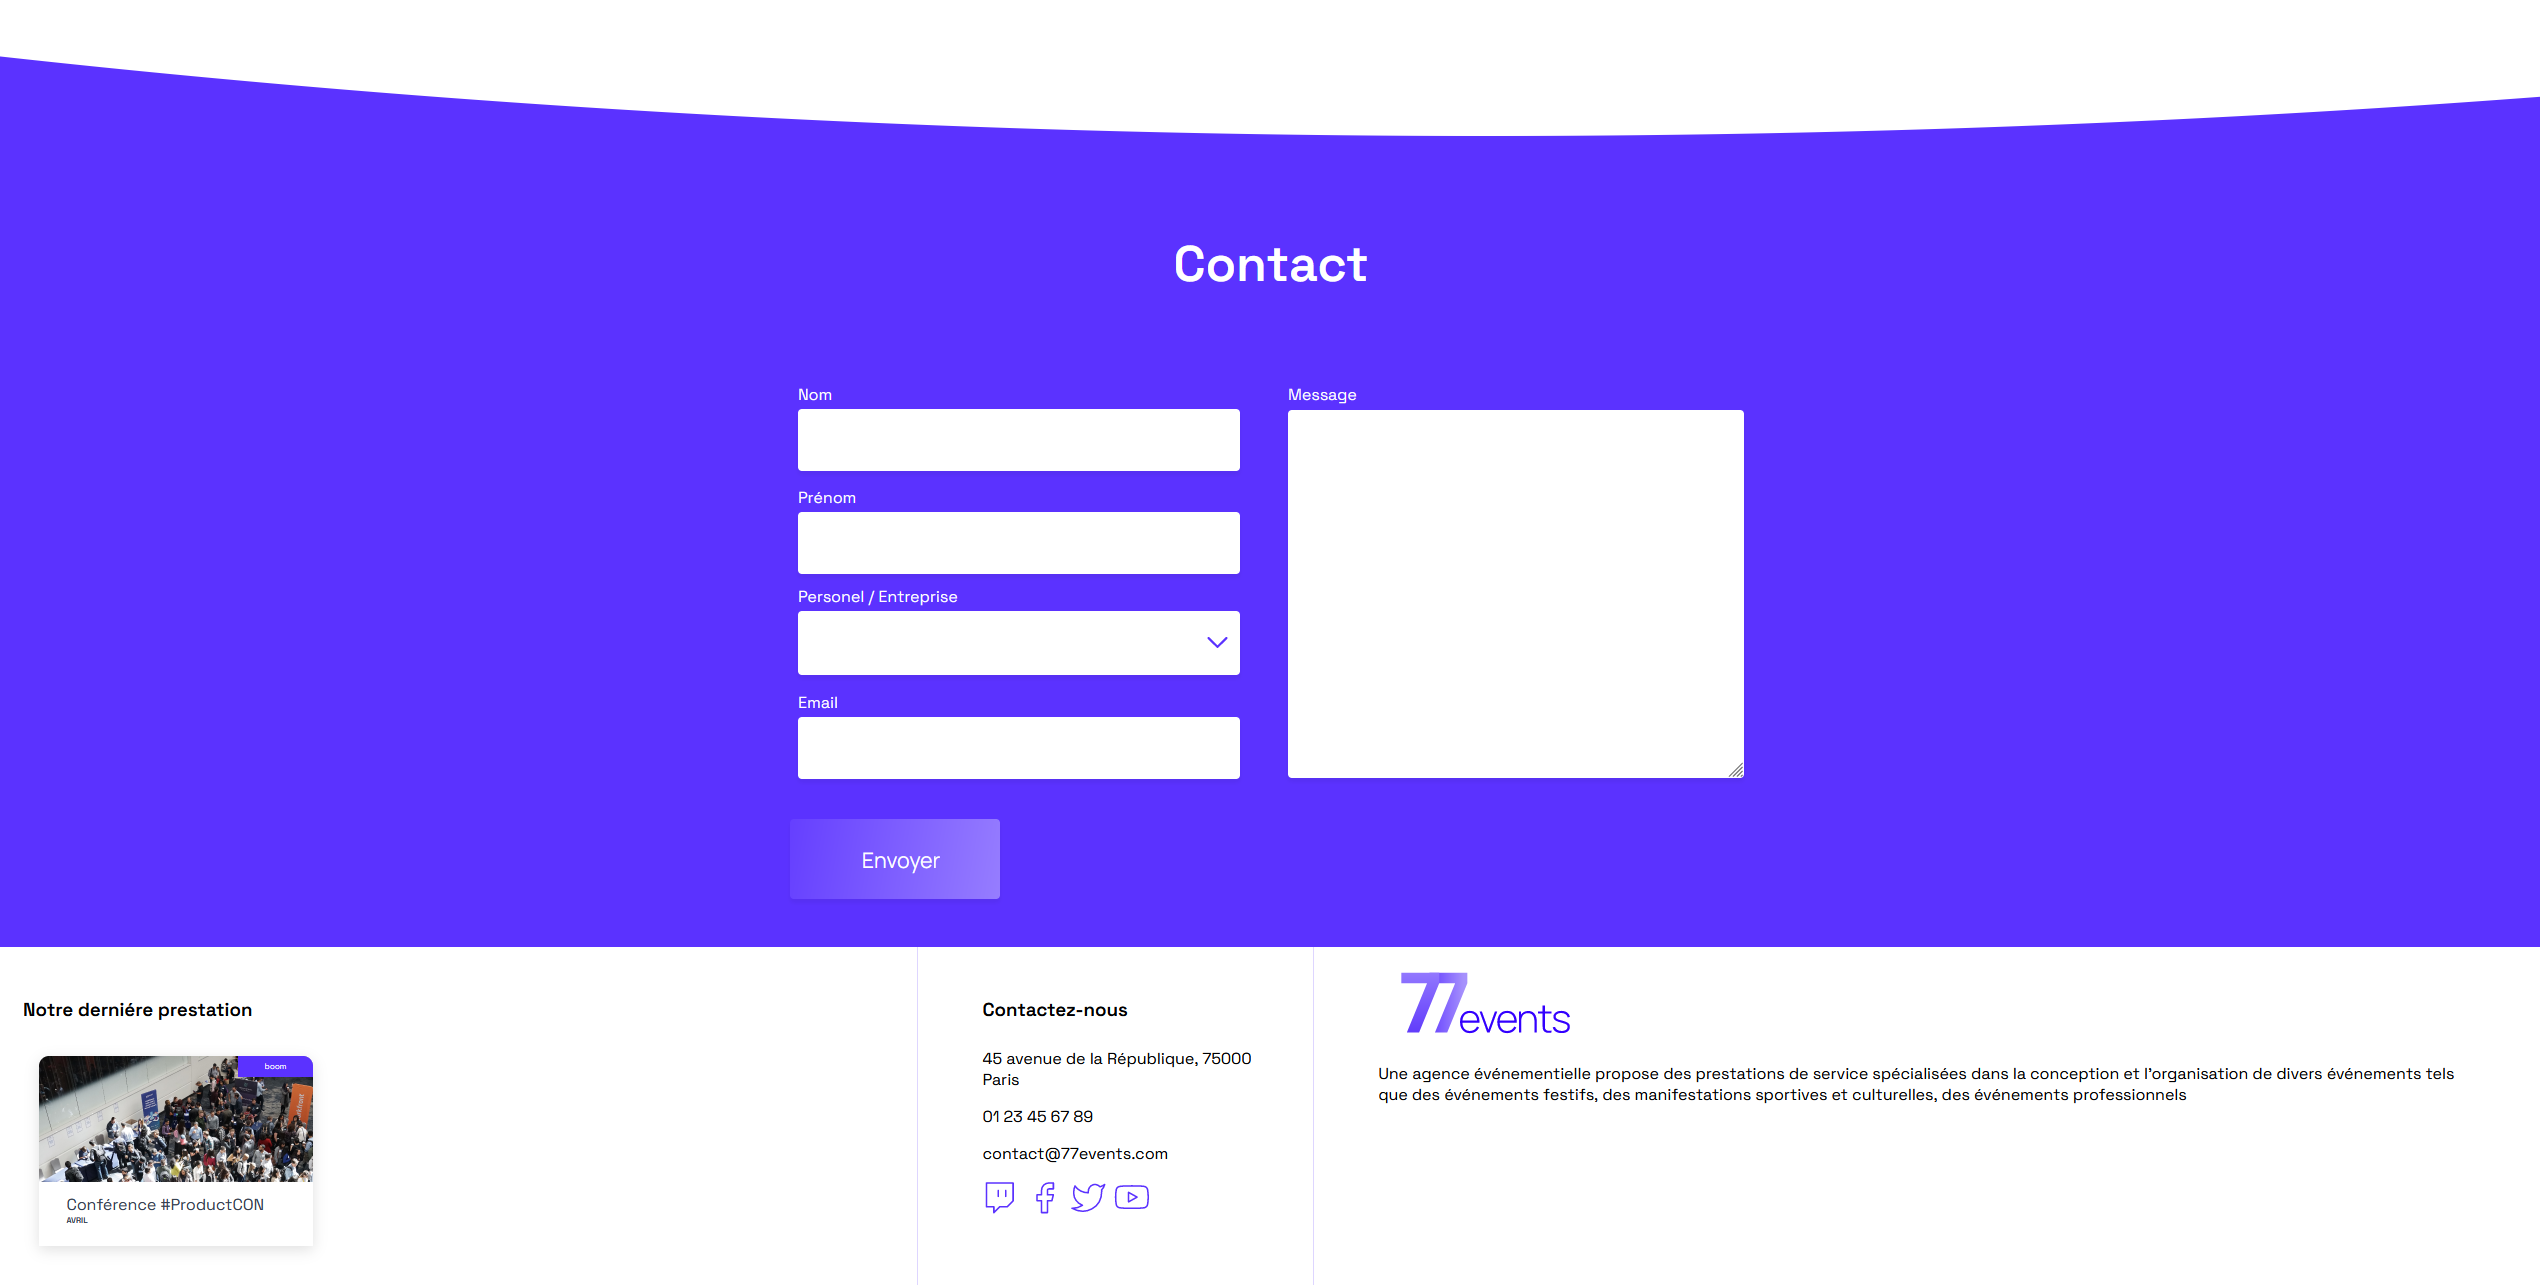 Contact
Nom
Prénom
Personel / Entreprise
Email
Message
Envoyer
Notre derniére prestation
boom
Conférence #ProductCON
AVRIL
Contactez-nous
45 avenue de la République, 75000
Paris
01 23 45 67 89
contact@77events.com
77events
Une agence événementielle propose des prestations de service spécialisées dans la conception et l'organisation de divers événements tels
que des événements festifs, des manifestations sportives et culturelles, des événements professionnels